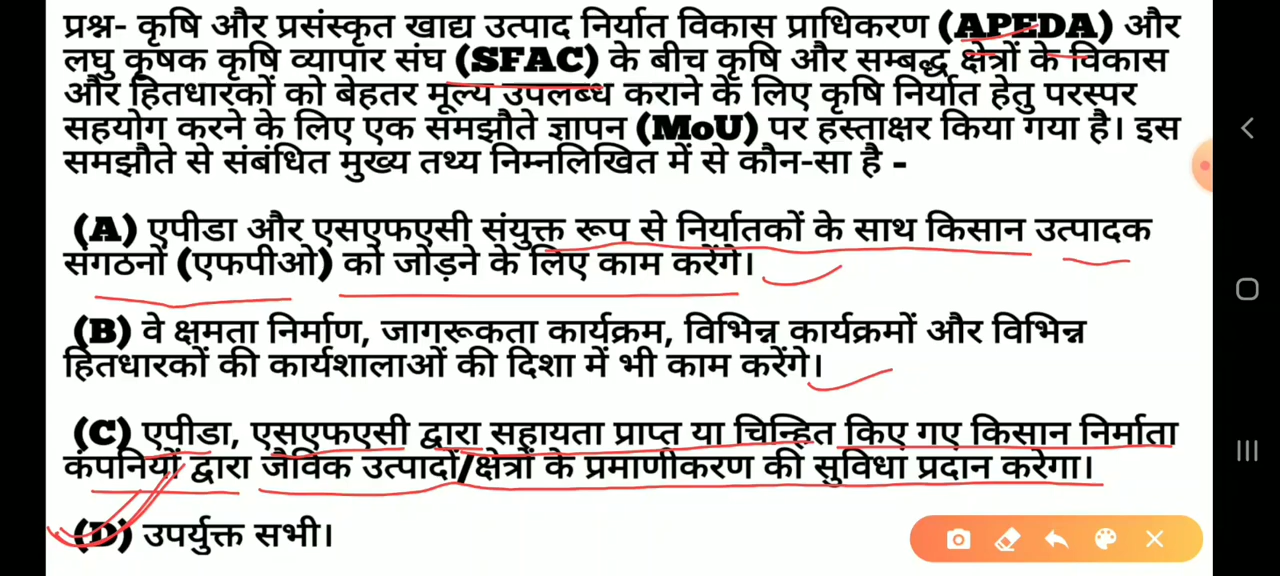 प्रश्न- कृषि और प्रसंस्कृत खाद्य उत्पाद निर्यात विकास प्राधिकरण (APEDA) और
लघु कृषक कृषि व्यापार संघ (SFAC) के बीच कृषि और सम्बद्ध क्षेत्रों के विकास
और हितधारकों को बेहतर मूल्य उपलब्ध कराने के लिए कृषि निर्यात हेतु परस्पर
सहयोग करने के लिए एक समझौते ज्ञापन (MoU) पर हस्ताक्षर किया गया है। इस
समझौते से संबंधित मुख्य तथ्य निम्नलिखित में से कौन-सा है -
(A) एपीडा और एसएफएसी संयुक्त रूप से निर्यातकों के साथ किसान उत्पादक
संगठनों (एफपीओ) को जोड़ने के लिए काम करेंगे।
(B) वे क्षमता निर्माण, जागरूकता कार्यक्रम, विभिन्न कार्यक्रमों और विभिन्न
हितधारकों की कार्यशालाओं की दिशा में भी काम करेंगे।
(C) एपीडा, एसएफएसी द्वारा सहायता प्राप्त या चिन्हित किए गए किसान निर्माता
कंपनियों द्वारा जैविक उत्पादों/क्षेत्रों के प्रमाणीकरण की सुविधा प्रदान करेगा।
(D) उपर्युक्त सभी।